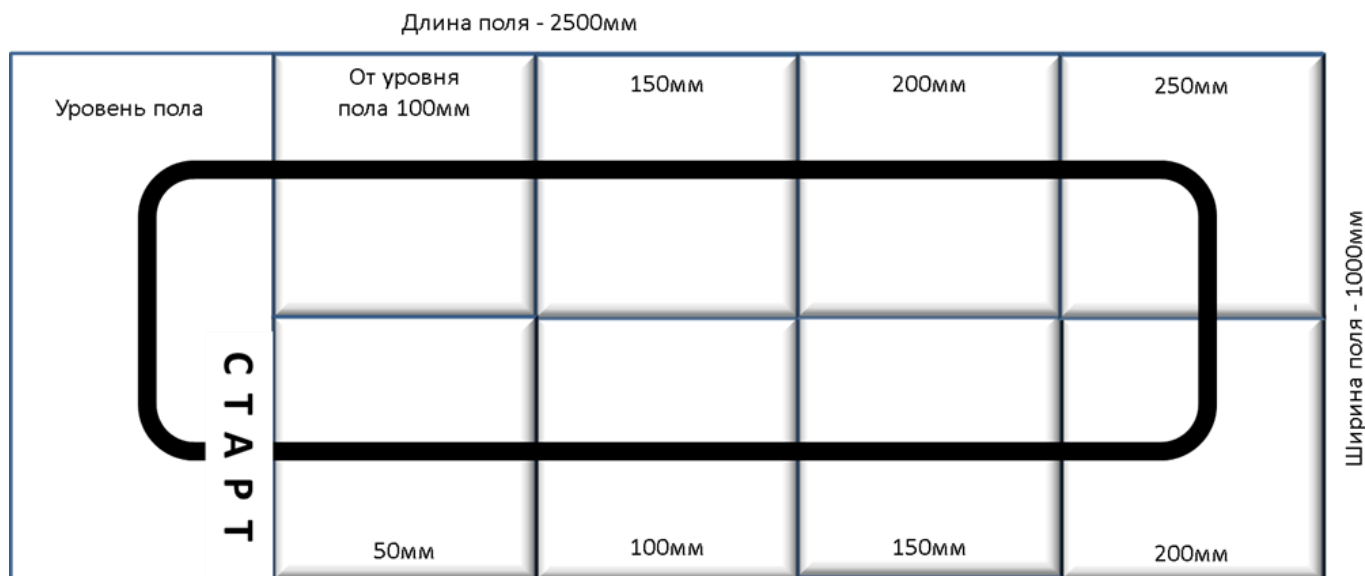 Длина поля - 2500мм
Уровень пола
От уровня
пола 100мм
150мм
200мм
250мм
Ширина поля - 1000мм
СТАРТ
50мм
100мм
150мм
200мм